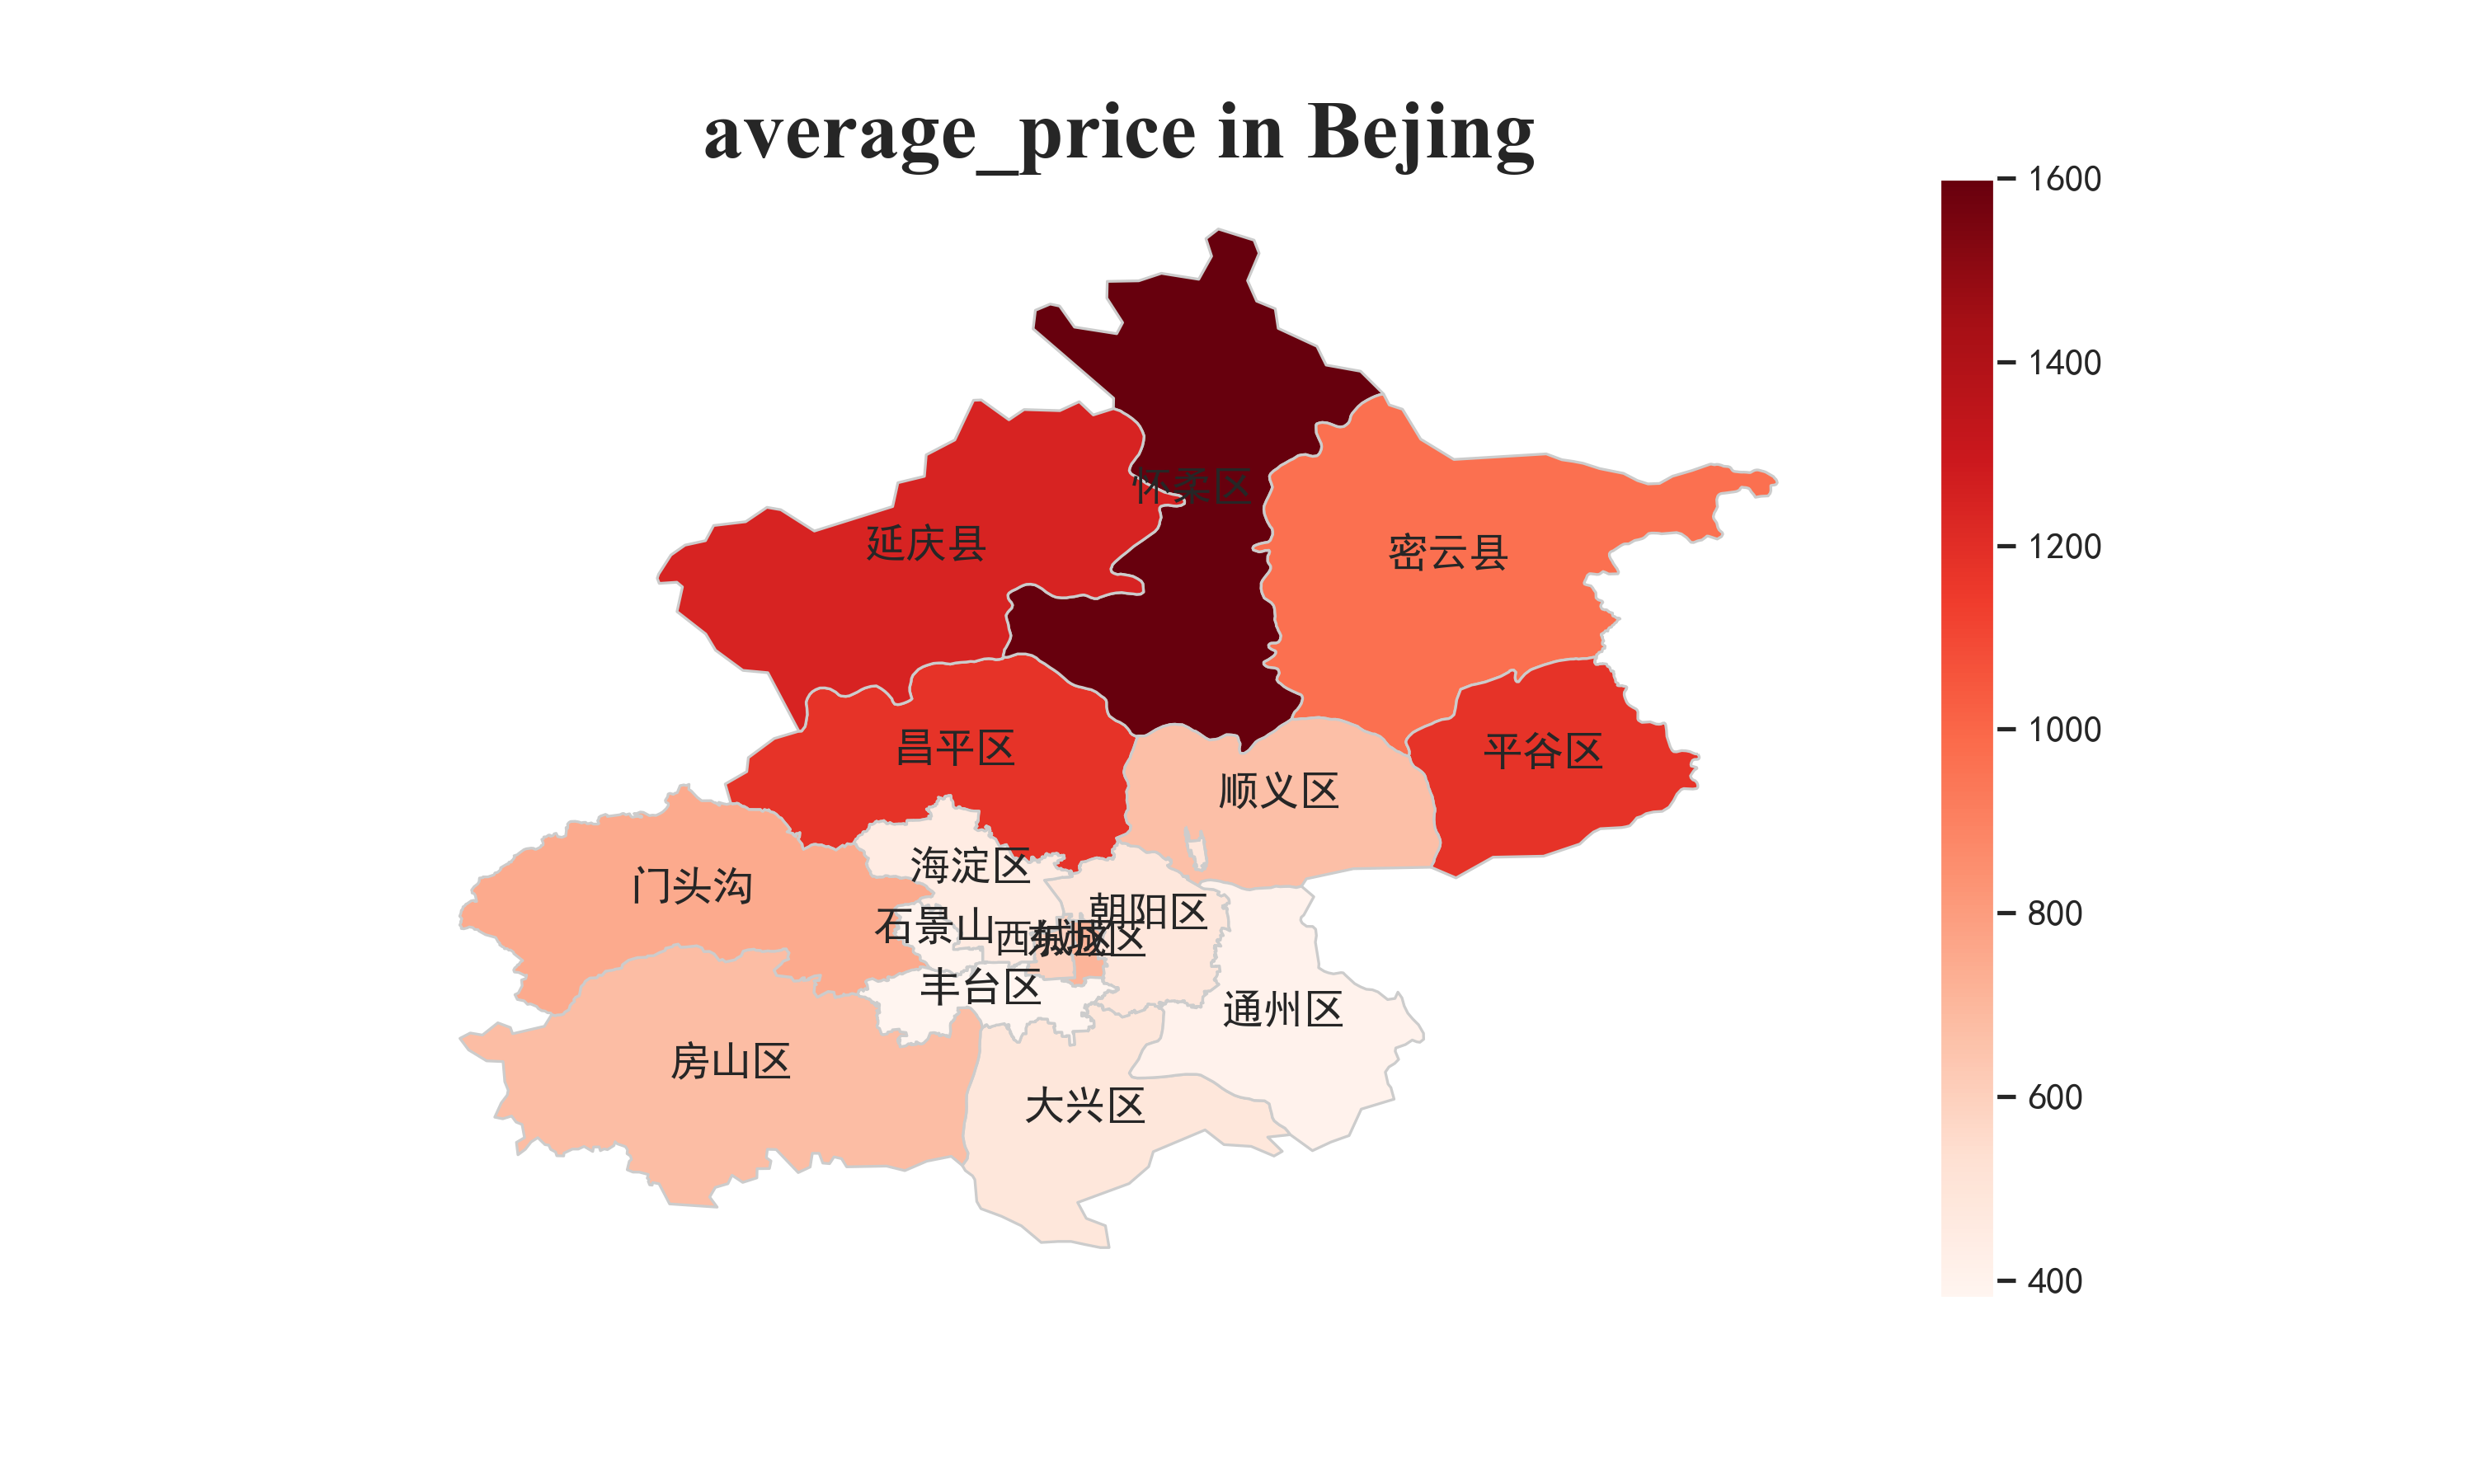 average_price in Bejing
1600
1400
怀柔区
延庆县
密云县
1200
昌平区
平谷区
1000
顺义区
海淀区
门头沟
朝阳区
800
石景山
西城区
东城区
丰台区
通州区
房山区
600
大兴区
400